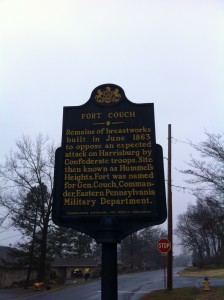 FORT COUCH
Remains of breastworks
built in June 1863
to oppose an expected
attack on Harrisburg by
Confederate troops. Site
then known as Hummel's
Heights. Fort was named
for Gen. Couch, Comman-
der, Eastern Pennsylvania
Military Department.
STOP